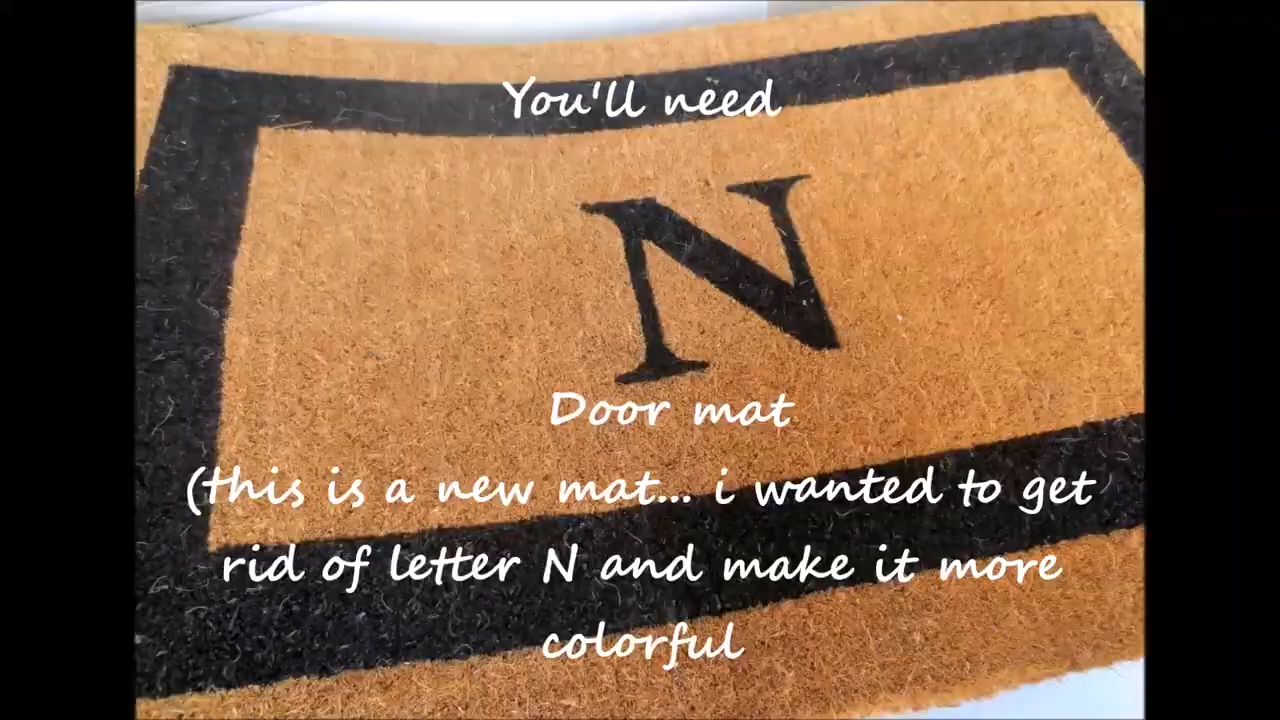 You'll need
N
Door mat
(this is a new mat... i wanted to get
rid of letter N and make it more
colorful